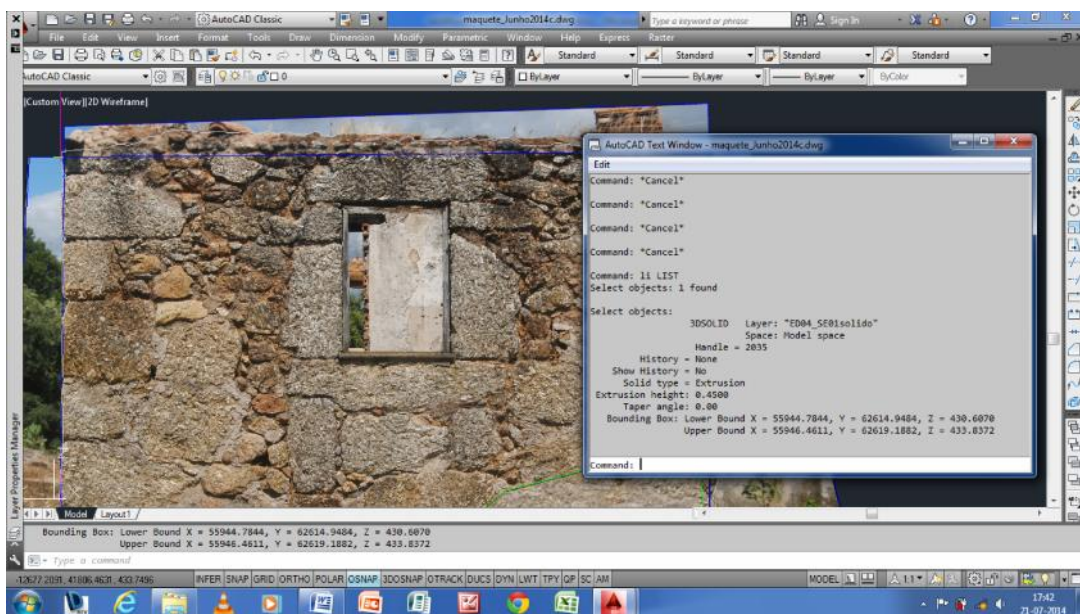 AutoCAD Classic
maquete_Junho2014c.dwg
Type a keyword or phrase
Sign In
File Edit View Insert Format Tools Draw Dimension Modify Parametric Window Help Express Raster
Standard Standard Standard Standard
AutoCAD Classic 0 ByLayer ByLayer ByLayer ByColor
[Custom View][2D Wireframe]
AutoCAD Text Window - maquete_Junho2014c.dwg
Edit
Command: *Cancel*
Command: *Cancel*
Command: *Cancel*
Command: *Cancel*
Command: li LIST
Select objects: 1 found
Select objects:
3DSOLID Layer: "ED04_SE01solido"
Space: Model space
Handle = 2035
History = None
Show History = No
Solid type = Extrusion
Extrusion height: 0.4500
Taper angle: 0.00
Bounding Box: Lower Bound X = 55944.7844, Y = 62614.9484, Z = 430.6070
Upper Bound X = 55946.4611, Y = 62619.1882, Z = 433.8372
Command:
Layer Properties Manager
Model Layout1
Bounding Box: Lower Bound X = 55944.7844, Y = 62614.9484, Z = 430.6070
Upper Bound X = 55946.4611, Y = 62619.1882, Z = 433.8372
Type a command
INFER SNAP GRID ORTHO POLAR OSNAP 3DOSNAP OTRACK DUCS DYN LWT TPY QP SC AM
MODEL 1:1
PT
17:42
21-07-2014